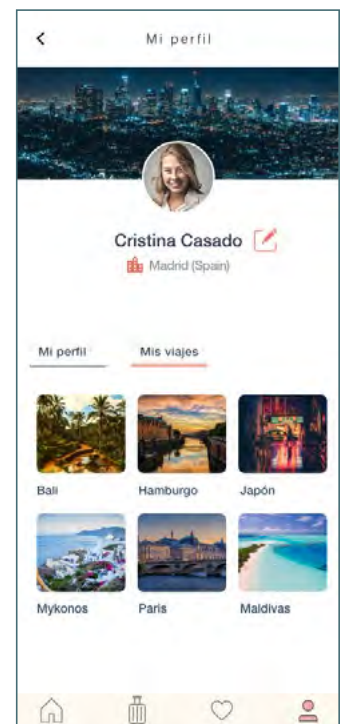 Mi perfil
Cristina Casado
Madrid (Spain)
Mi perfil Mis viajes
Bali Hamburgo Japón
Mykonos Paris Maldivas